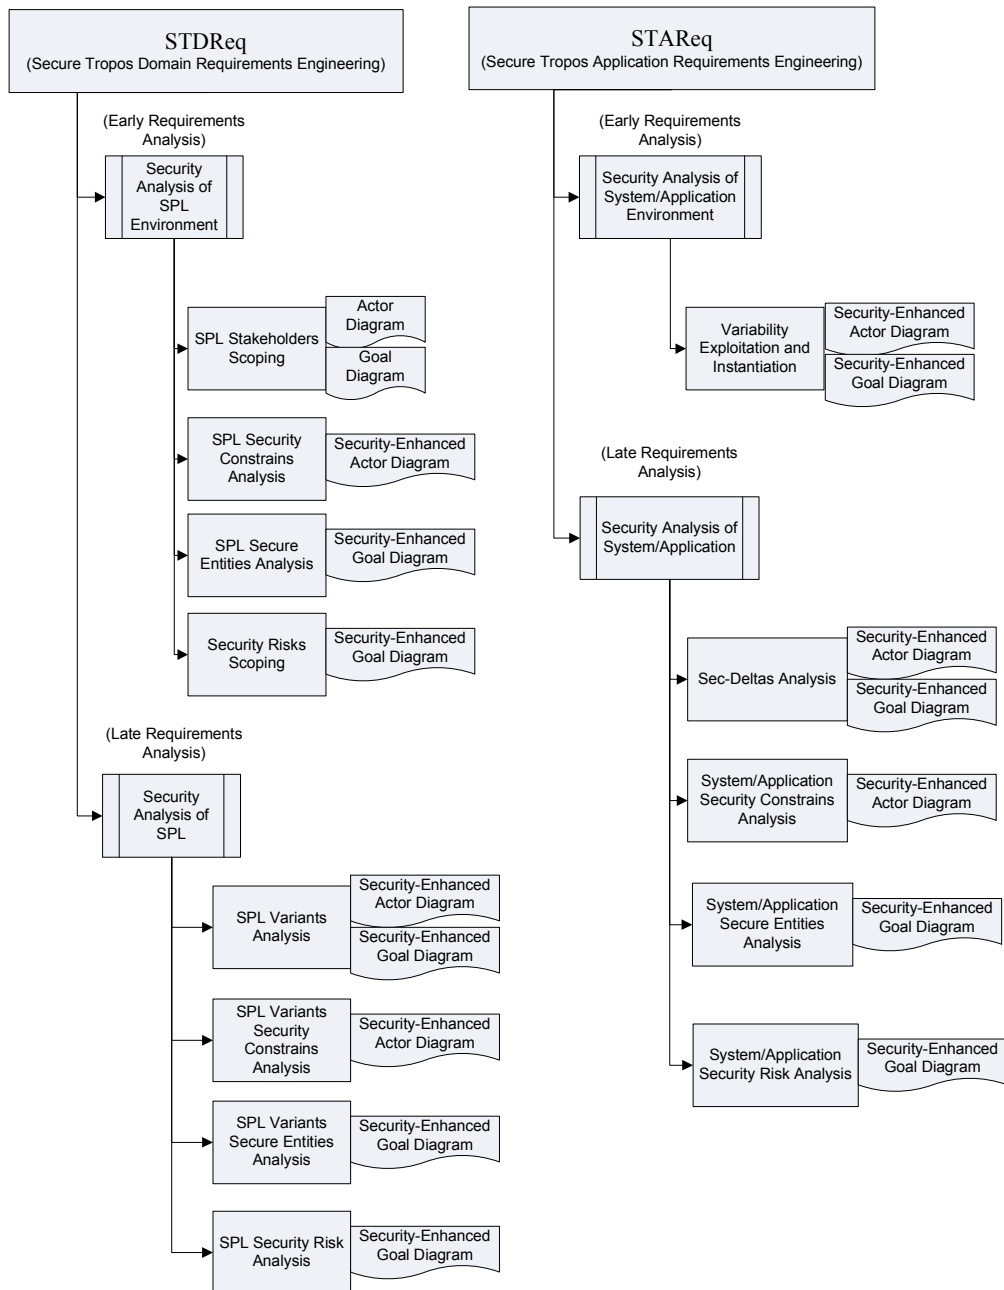 STDReq
(Secure Tropos Domain Requirements Engineering)
(Early Requirements
Analysis)
Security
Analysis of
SPL
Environment
SPL Stakeholders
Scoping
Actor
Diagram
Goal
Diagram
SPL Security
Constrains
Analysis
Security-Enhanced
Actor Diagram
SPL Secure
Entities Analysis
Security-Enhanced
Goal Diagram
Security Risks
Scoping
Security-Enhanced
Goal Diagram
(Late Requirements
Analysis)
Security
Analysis of
SPL
SPL Variants
Analysis
Security-Enhanced
Actor Diagram
Security-Enhanced
Goal Diagram
SPL Variants
Security
Constrains
Analysis
Security-Enhanced
Actor Diagram
SPL Variants
Secure Entities
Analysis
Security-Enhanced
Goal Diagram
SPL Security Risk
Analysis
Security-Enhanced
Goal Diagram
STAReq
(Secure Tropos Application Requirements Engineering)
(Early Requirements
Analysis)
Security Analysis of
System/Application
Environment
Variability
Exploitation and
Instantiation
Security-Enhanced
Actor Diagram
Security-Enhanced
Goal Diagram
(Late Requirements
Analysis)
Security Analysis of
System/Application
Sec-Deltas Analysis
Security-Enhanced
Actor Diagram
Security-Enhanced
Goal Diagram
System/Application
Security Constrains
Analysis
Security-Enhanced
Actor Diagram
System/Application
Secure Entities
Analysis
Security-Enhanced
Goal Diagram
System/Application
Security Risk Analysis
Security-Enhanced
Goal Diagram